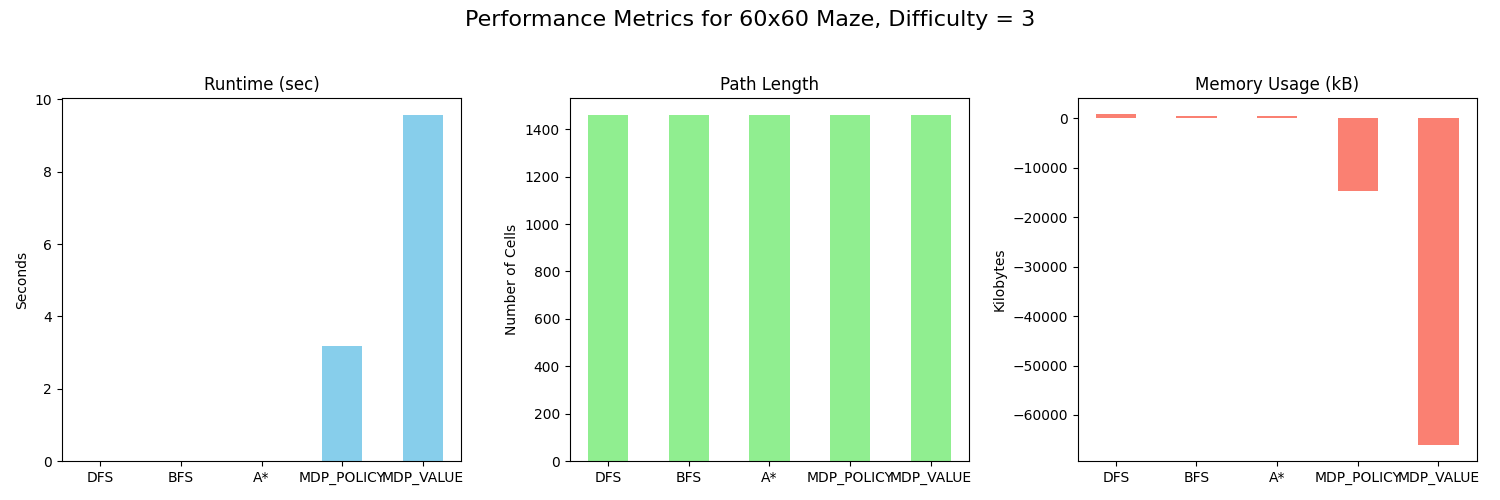 Performance Metrics for 60x60 Maze, Difficulty = 3
Runtime (sec)
Seconds
10
8
6
4
2
0
DFS BFS A* MDP_POLICY MDP_VALUE
Path Length
Number of Cells
1400
1200
1000
800
600
400
200
0
DFS BFS A* MDP_POLICY MDP_VALUE
Memory Usage (kB)
Kilobytes
0
−10000
−20000
−30000
−40000
−50000
−60000
DFS BFS A* MDP_POLICY MDP_VALUE